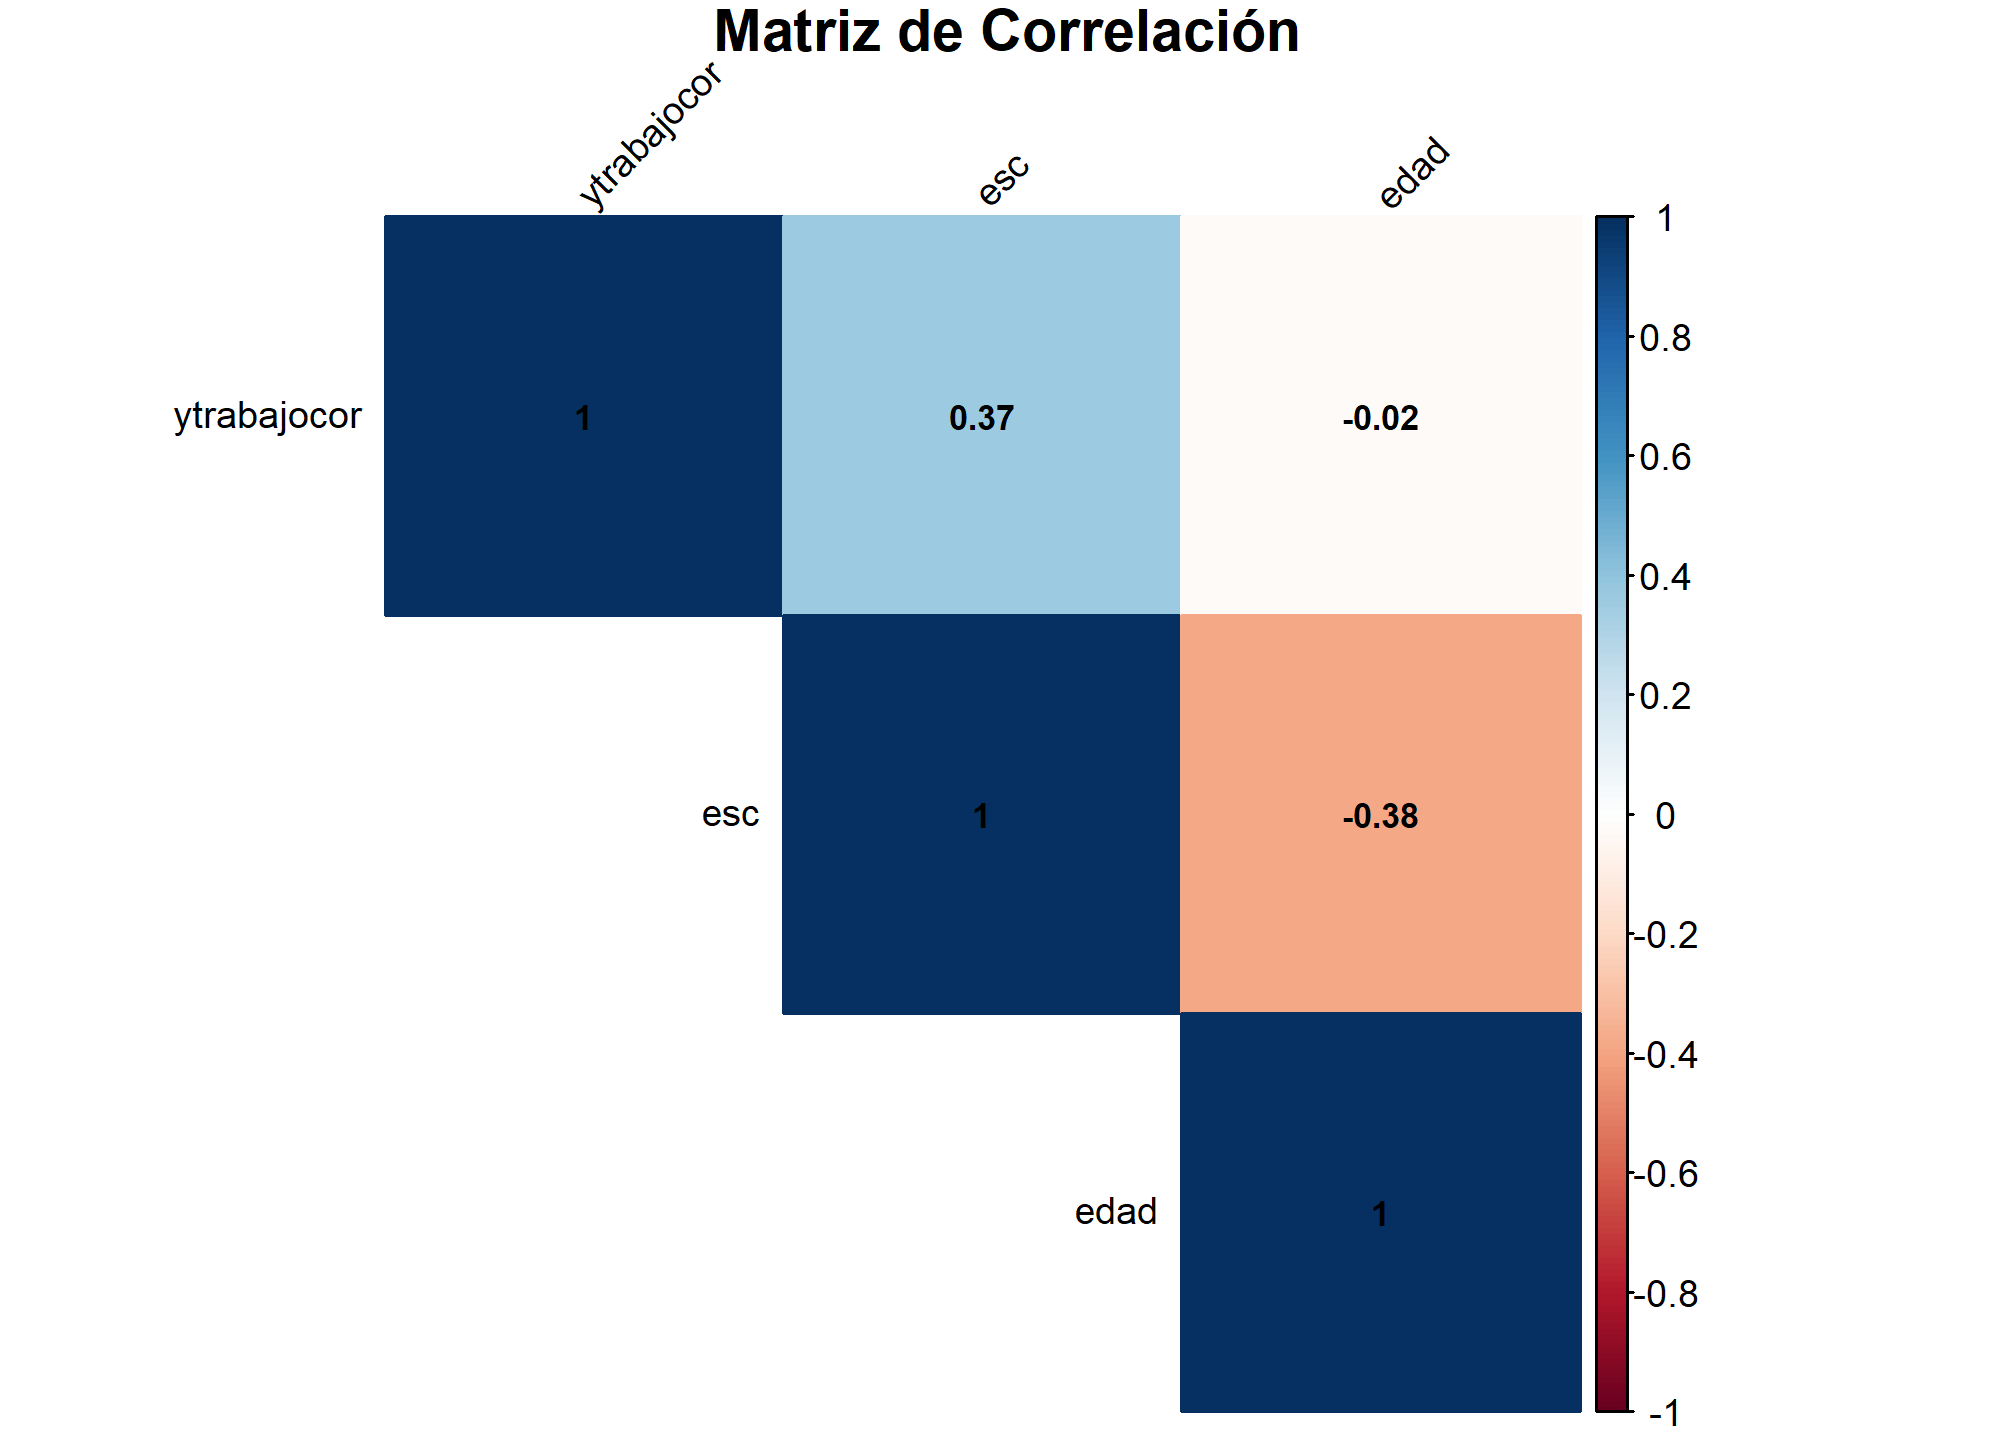 Matriz de Correlación
ytrabajocor
esc
edad
ytrabajocor
1
0.37
-0.02
esc
1
-0.38
edad
1
1
0.8
0.6
0.4
0.2
0
-0.2
-0.4
-0.6
-0.8
-1